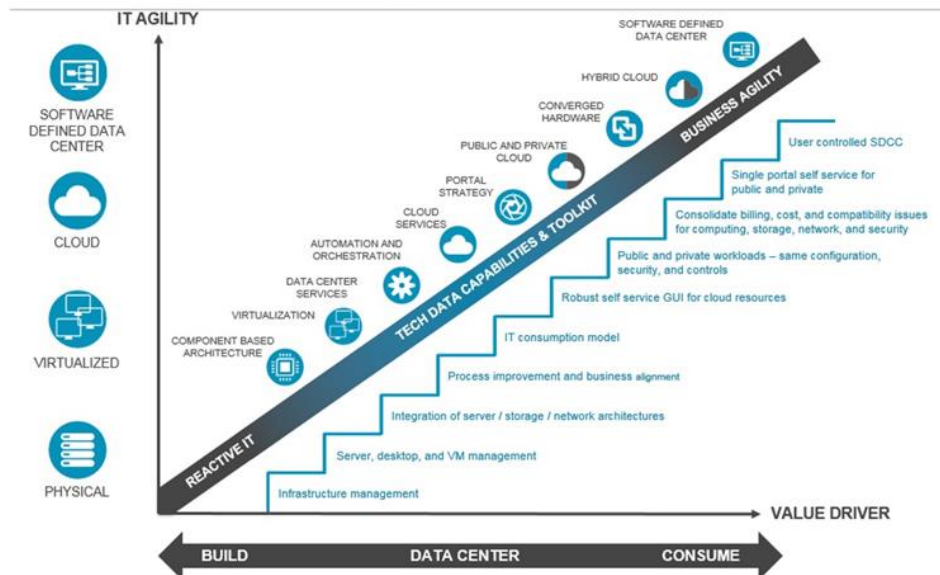 IT AGILITY
SOFTWARE
DEFINED DATA
CENTER
CLOUD
VIRTUALIZED
PHYSICAL
SOFTWARE DEFINED
DATA CENTER
HYBRID CLOUD
CONVERGED
HARDWARE
PUBLIC AND PRIVATE
CLOUD
PORTAL
STRATEGY
CLOUD
SERVICES
AUTOMATION AND
ORCHESTRATION
DATA CENTER
SERVICES
VIRTUALIZATION
COMPONENT BASED
ARCHITECTURE
REACTIVE IT
TECH DATA CAPABILITIES & TOOLKIT
BUSINESS AGILITY
User controlled SDCC
Single portal self service for
public and private
Consolidate billing, cost, and compatibility issues
for computing, storage, network, and security
Public and private workloads – same configuration,
security, and controls
Robust self service GUI for cloud resources
IT consumption model
Process improvement and business alignment
Integration of server / storage / network architectures
Server, desktop, and VM management
Infrastructure management
VALUE DRIVER
BUILD
DATA CENTER
CONSUME